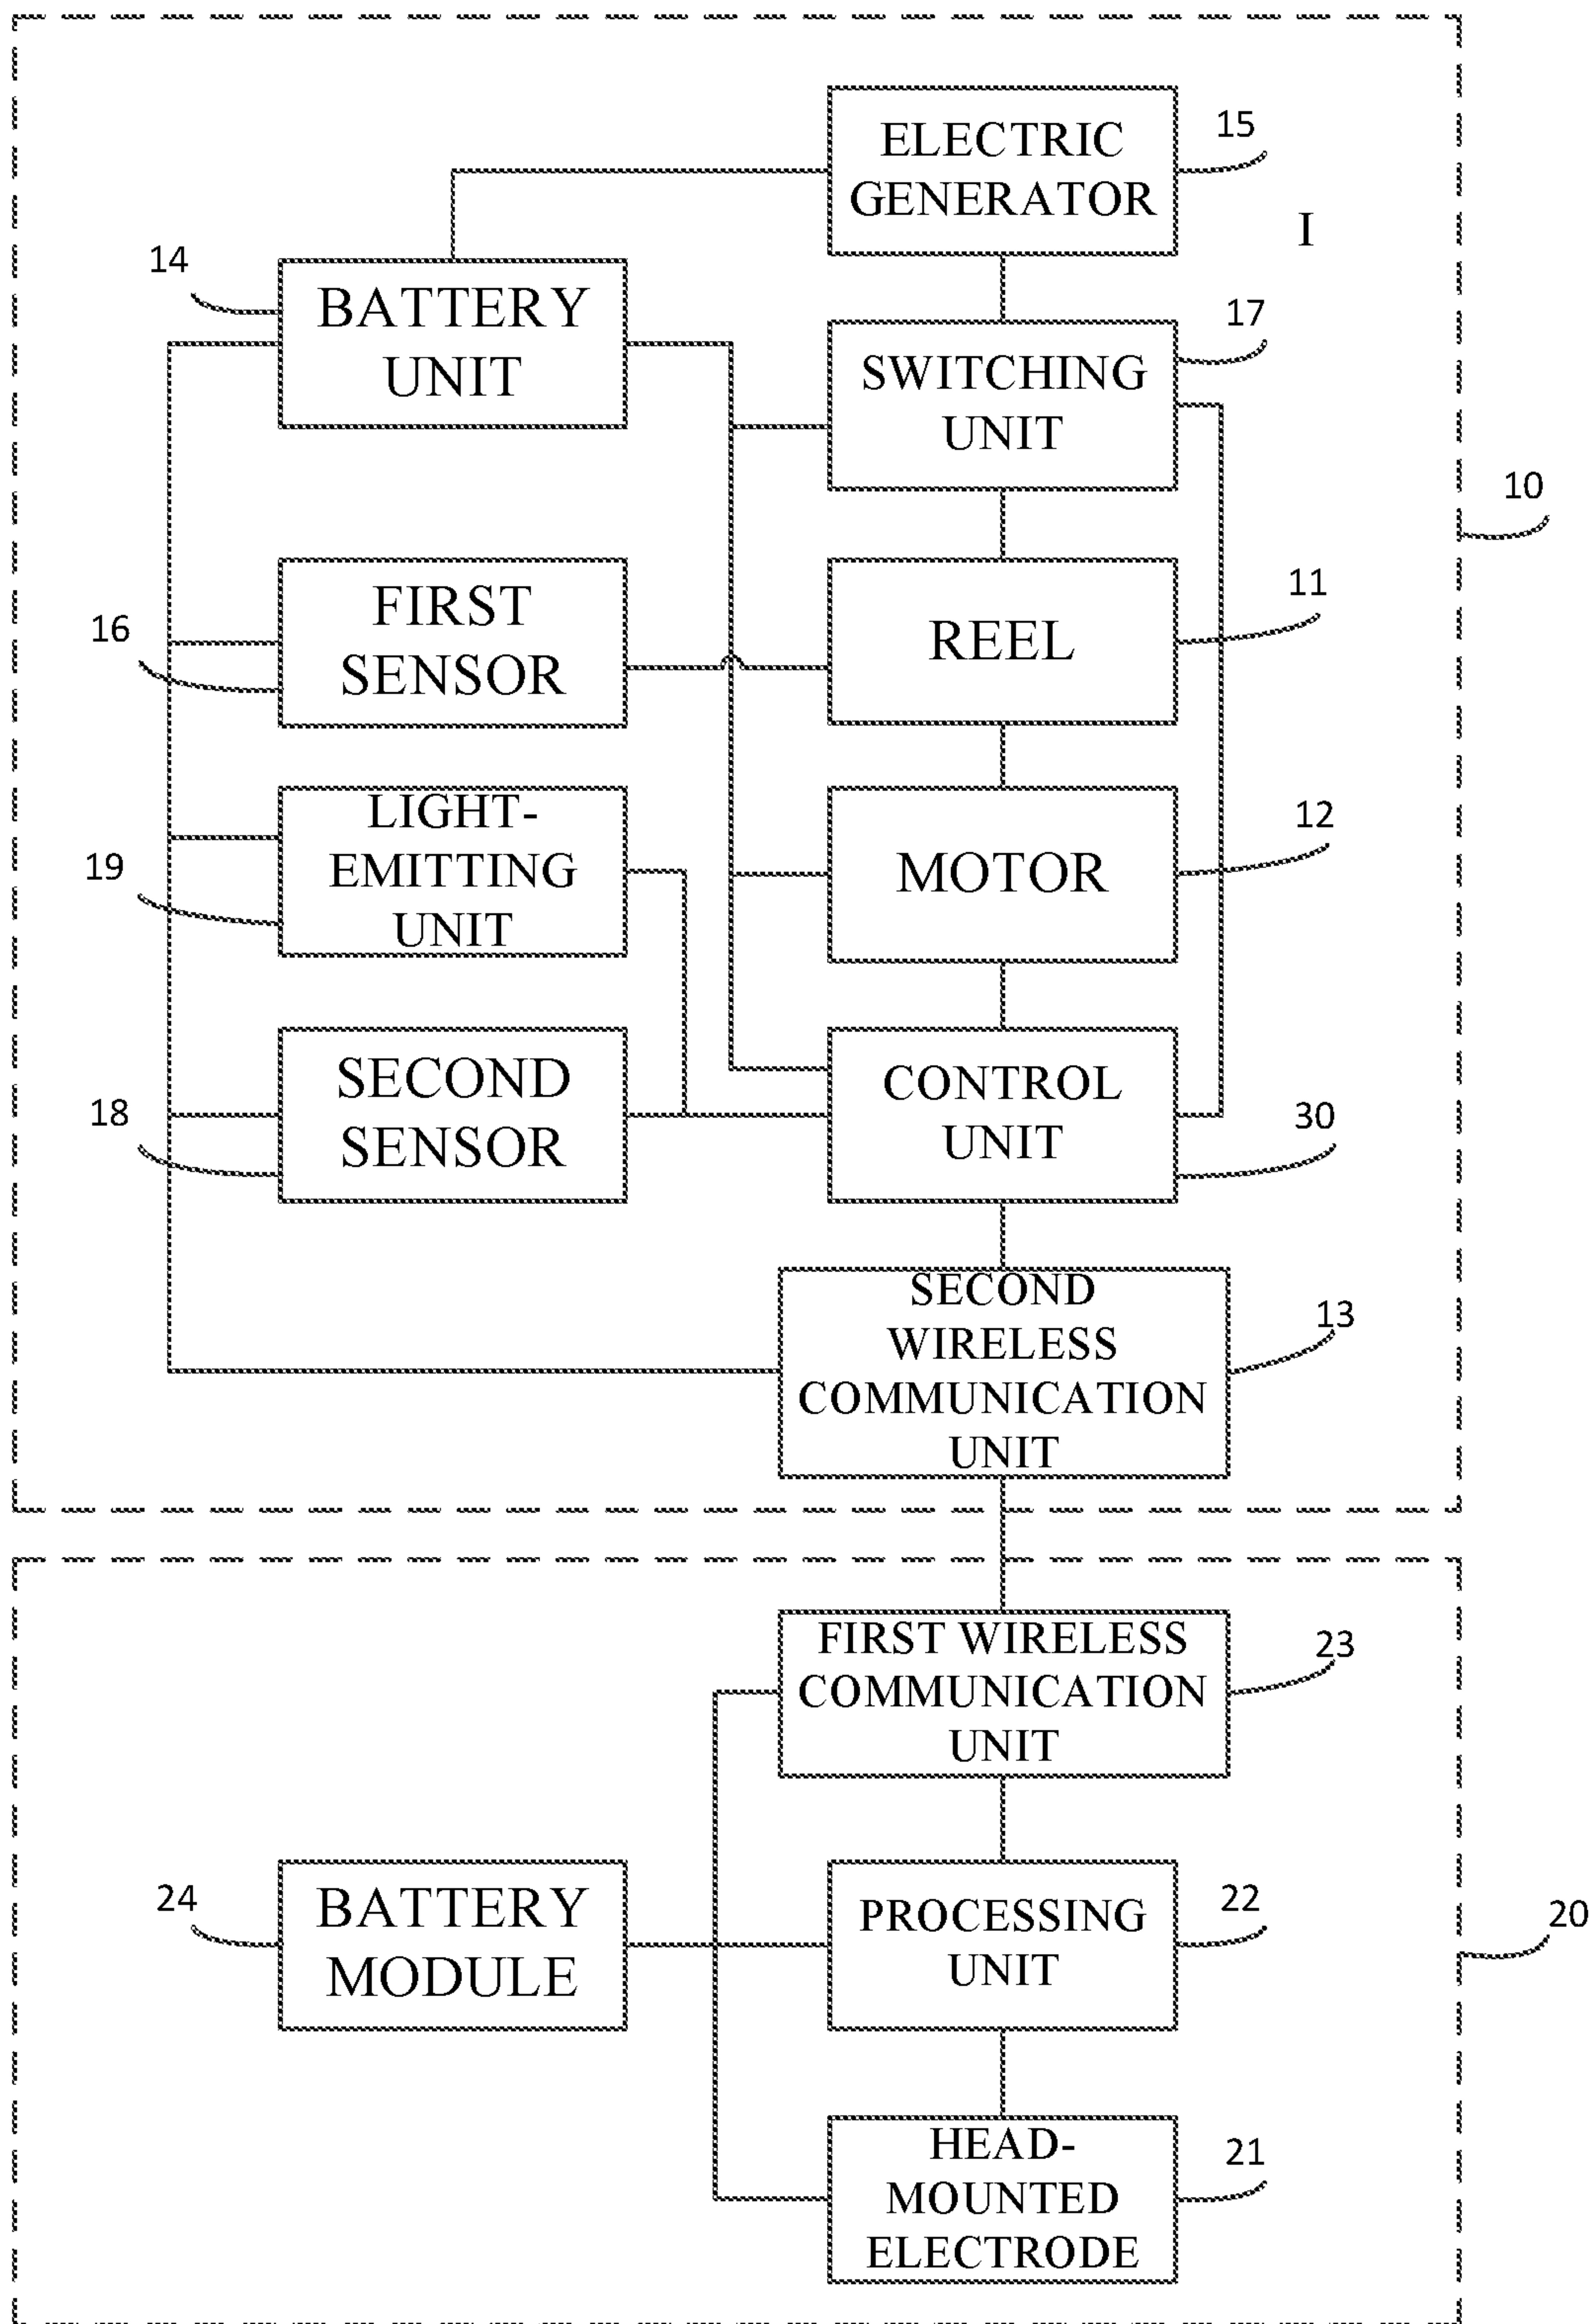 ELECTRIC
GENERATOR
15
I
14
BATTERY
UNIT
17
SWITCHING
UNIT
10
16
FIRST
SENSOR
11
REEL
19
LIGHT-
EMITTING
UNIT
12
MOTOR
18
SECOND
SENSOR
CONTROL
UNIT
30
SECOND
WIRELESS
COMMUNICATION
UNIT
13
FIRST WIRELESS
COMMUNICATION
UNIT
23
24
BATTERY
MODULE
PROCESSING
UNIT
22
20
HEAD-
MOUNTED
ELECTRODE
21